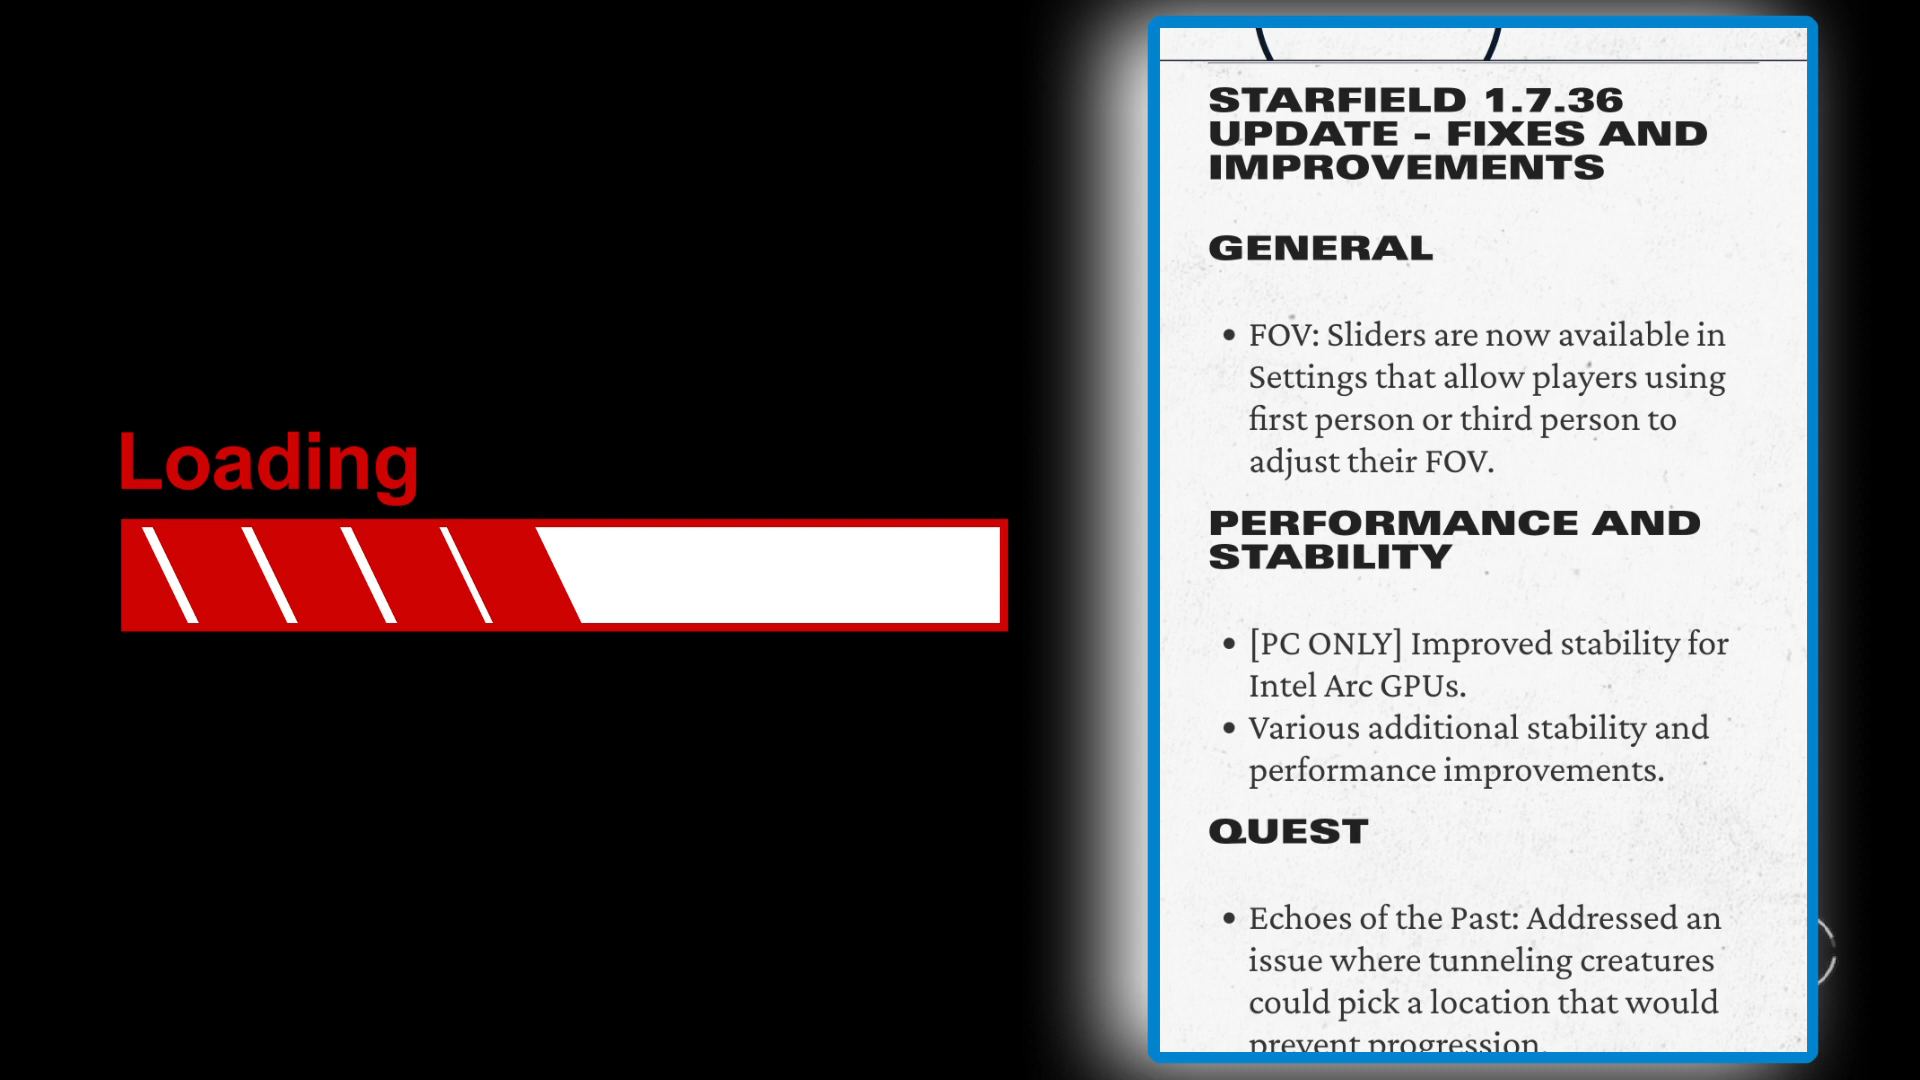 Loading
STARFIELD 1.7.36
UPDATE - FIXES AND
IMPROVEMENTS
GENERAL
• FOV: Sliders are now available in
Settings that allow players using
first person or third person to
adjust their FOV.
PERFORMANCE AND
STABILITY
• [PC ONLY] Improved stability for
Intel Arc GPUs.
• Various additional stability and
performance improvements.
QUEST
• Echoes of the Past: Addressed an
issue where tunneling creatures
could pick a location that would
prevent progression.